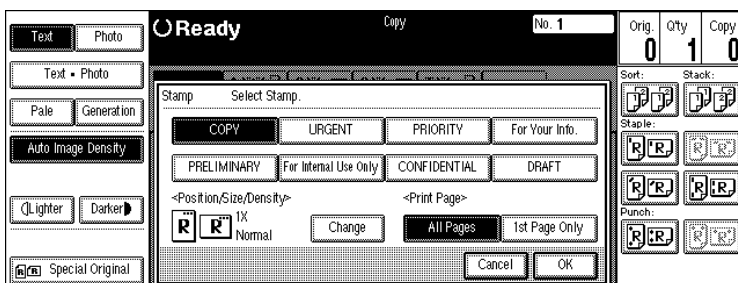 Text Photo
Text • Photo
Pale Generation
Auto Image Density
Lighter Darker
Special Original
Ready
Copy
No. 1
Orig. Q'ty Copy
0 1 0
Stamp Select Stamp.
COPY URGENT PRIORITY For Your Info.
PRELIMINARY For Internal Use Only CONFIDENTIAL DRAFT
<Position/Size/Density> <Print Page>
R R 1X
Normal
Change
All Pages 1st Page Only
Cancel OK
Sort: Stack:
Staple:
Punch: